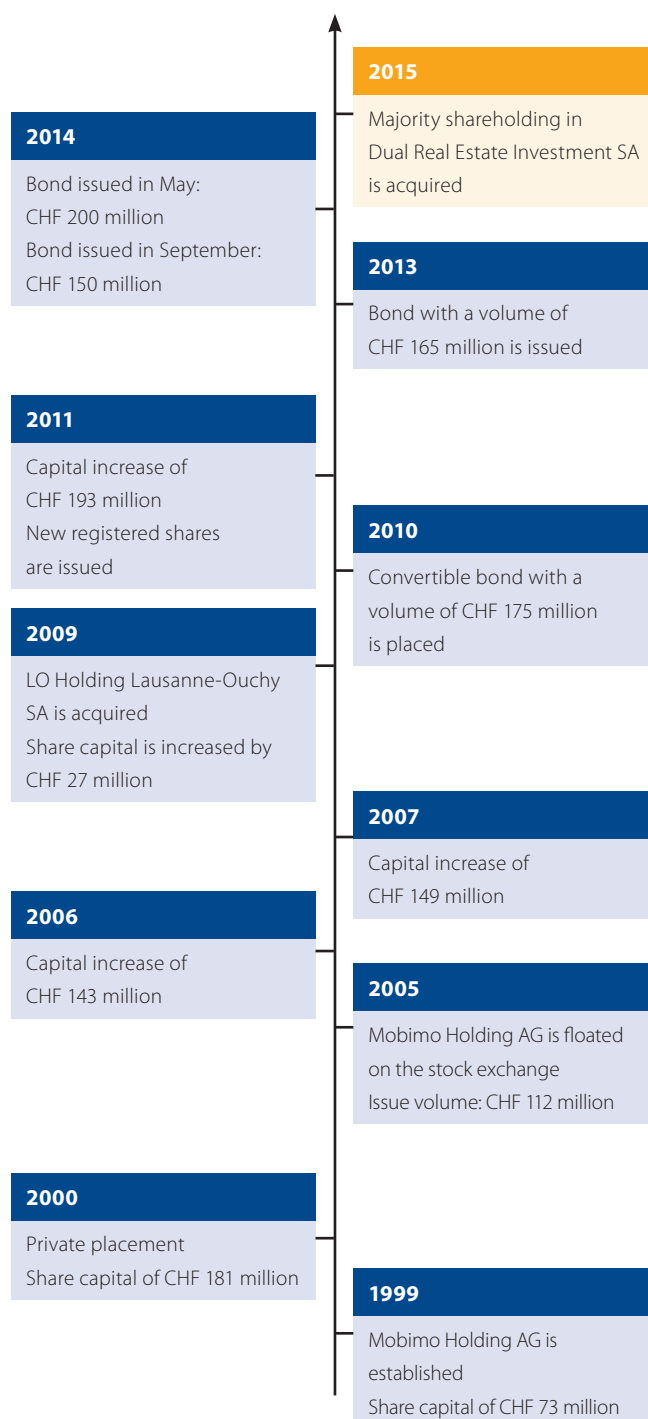 2015
Majority shareholding in
Dual Real Estate Investment SA
is acquired
2014
Bond issued in May:
CHF 200 million
Bond issued in September:
CHF 150 million
2013
Bond with a volume of
CHF 165 million is issued
2011
Capital increase of
CHF 193 million
New registered shares
are issued
2010
Convertible bond with a
volume of CHF 175 million
is placed
2009
LO Holding Lausanne-Ouchy
SA is acquired
Share capital is increased by
CHF 27 million
2007
Capital increase of
CHF 149 million
2006
Capital increase of
CHF 143 million
2005
Mobimo Holding AG is floated
on the stock exchange
Issue volume: CHF 112 million
2000
Private placement
Share capital of CHF 181 million
1999
Mobimo Holding AG is
established
Share capital of CHF 73 million